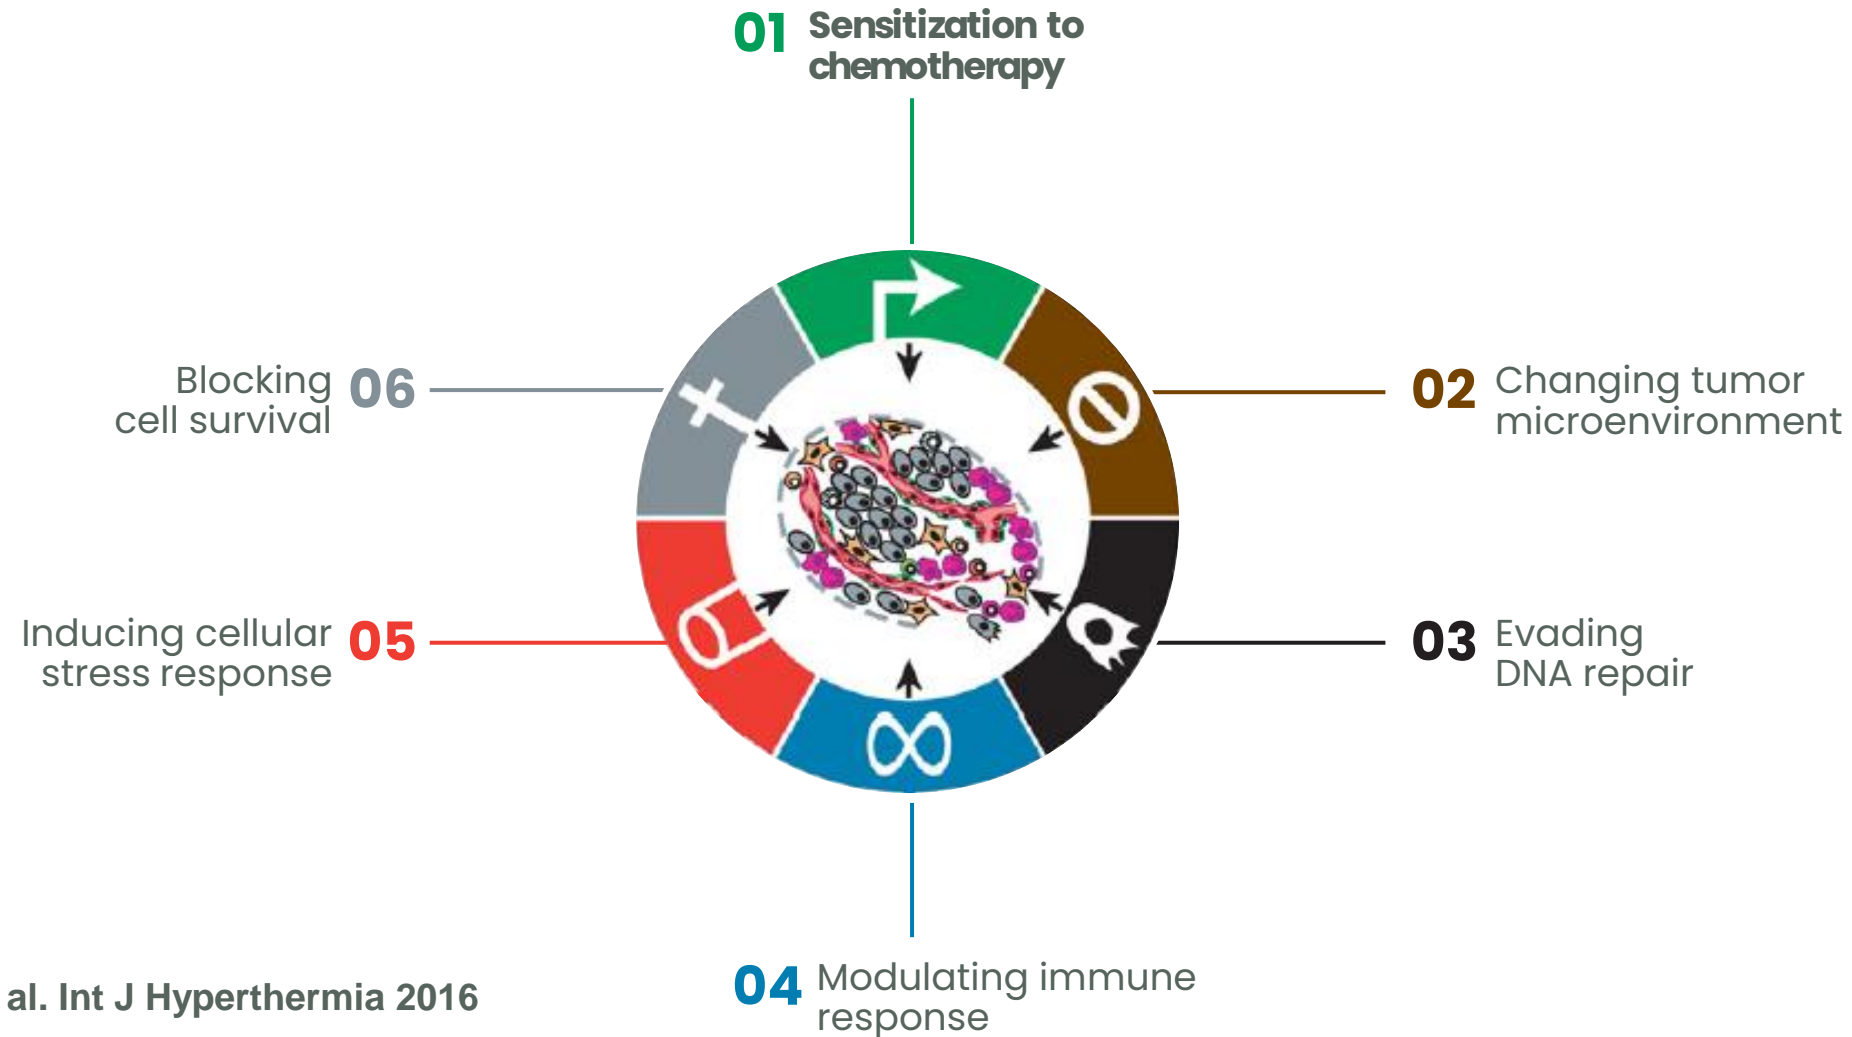 01 Sensitization to
chemotherapy
02 Changing tumor
microenvironment
03 Evading
DNA repair
04 Modulating immune
response
Inducing cellular 05
stress response
Blocking 06
cell survival
al. Int J Hyperthermia 2016